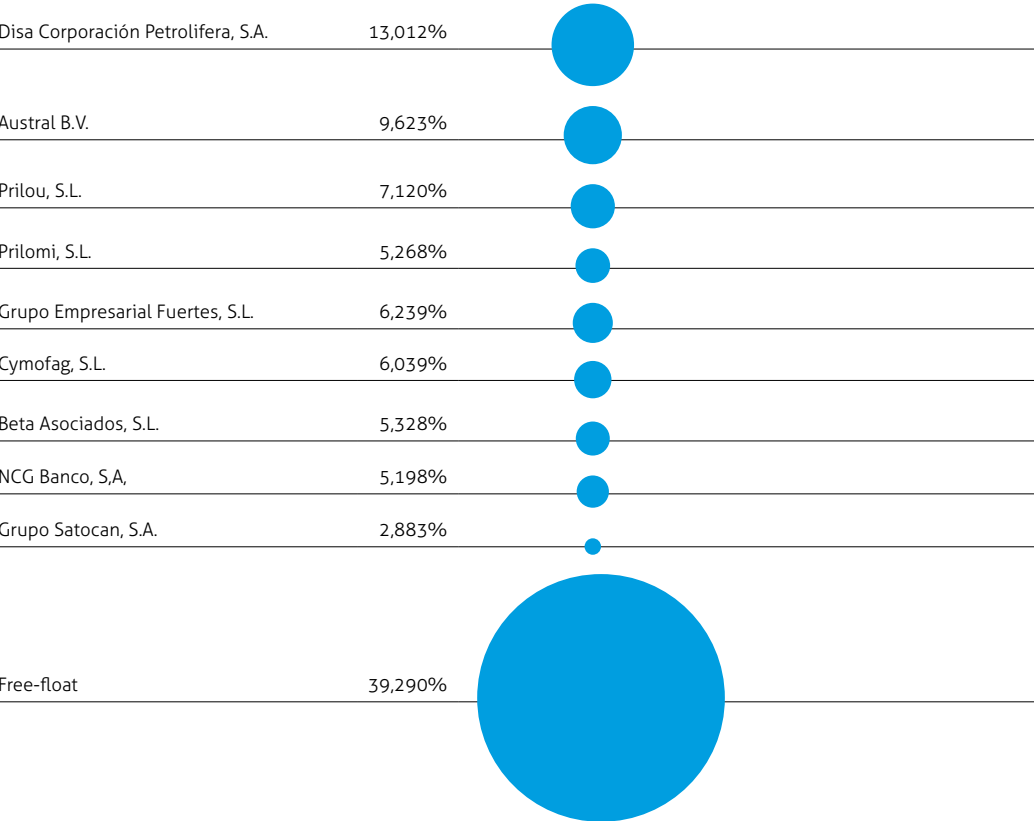 Disa Corporación Petrolifera, S.A. 13,012%
Austral B.V. 9,623%
Prilou, S.L. 7,120%
Prilomi, S.L. 5,268%
Grupo Empresarial Fuertes, S.L. 6,239%
Cymofag, S.L. 6,039%
Beta Asociados, S.L. 5,328%
NCG Banco, S,A, 5,198%
Grupo Satocan, S.A. 2,883%
Free-float 39,290%